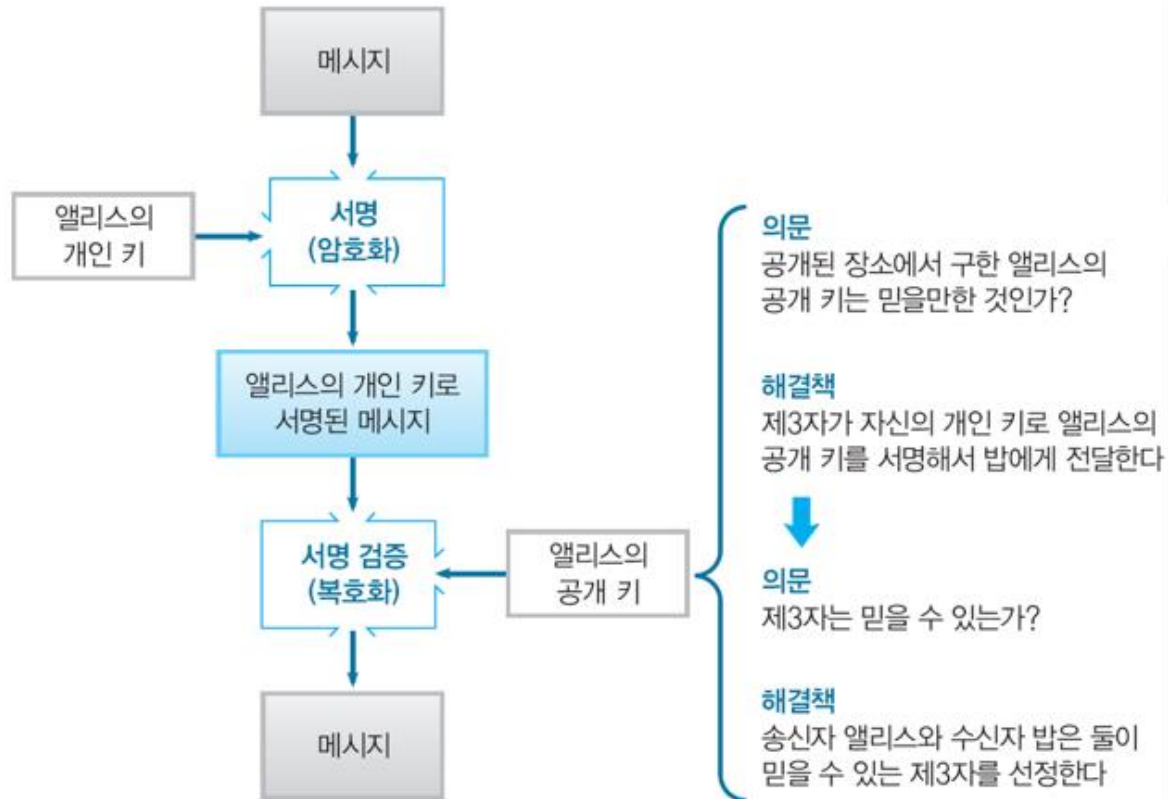 메시지
앨리스의
개인 키
서명
(암호화)
앨리스의 개인 키로
서명된 메시지
서명 검증
(복호화)
앨리스의
공개 키
메시지
의문
공개된 장소에서 구한 앨리스의
공개 키는 믿을만한 것인가?
해결책
제3자가 자신의 개인 키로 앨리스의
공개 키를 서명해서 밥에게 전달한다
의문
제3자는 믿을 수 있는가?
해결책
송신자 앨리스와 수신자 밥은 둘이
믿을 수 있는 제3자를 선정한다